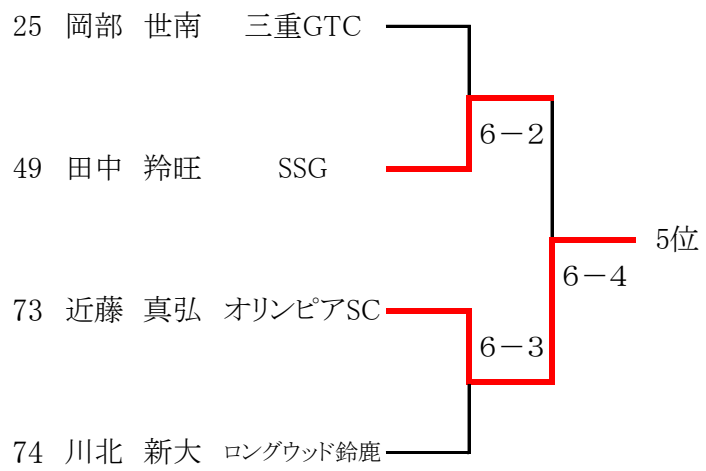 25 岡部 世南 三重GTC
6－2
49 田中 羚旺 SSG
5位
6－4
73 近藤 真弘 オリンピアSC
6－3
74 川北 新大 ロングウッド鈴鹿